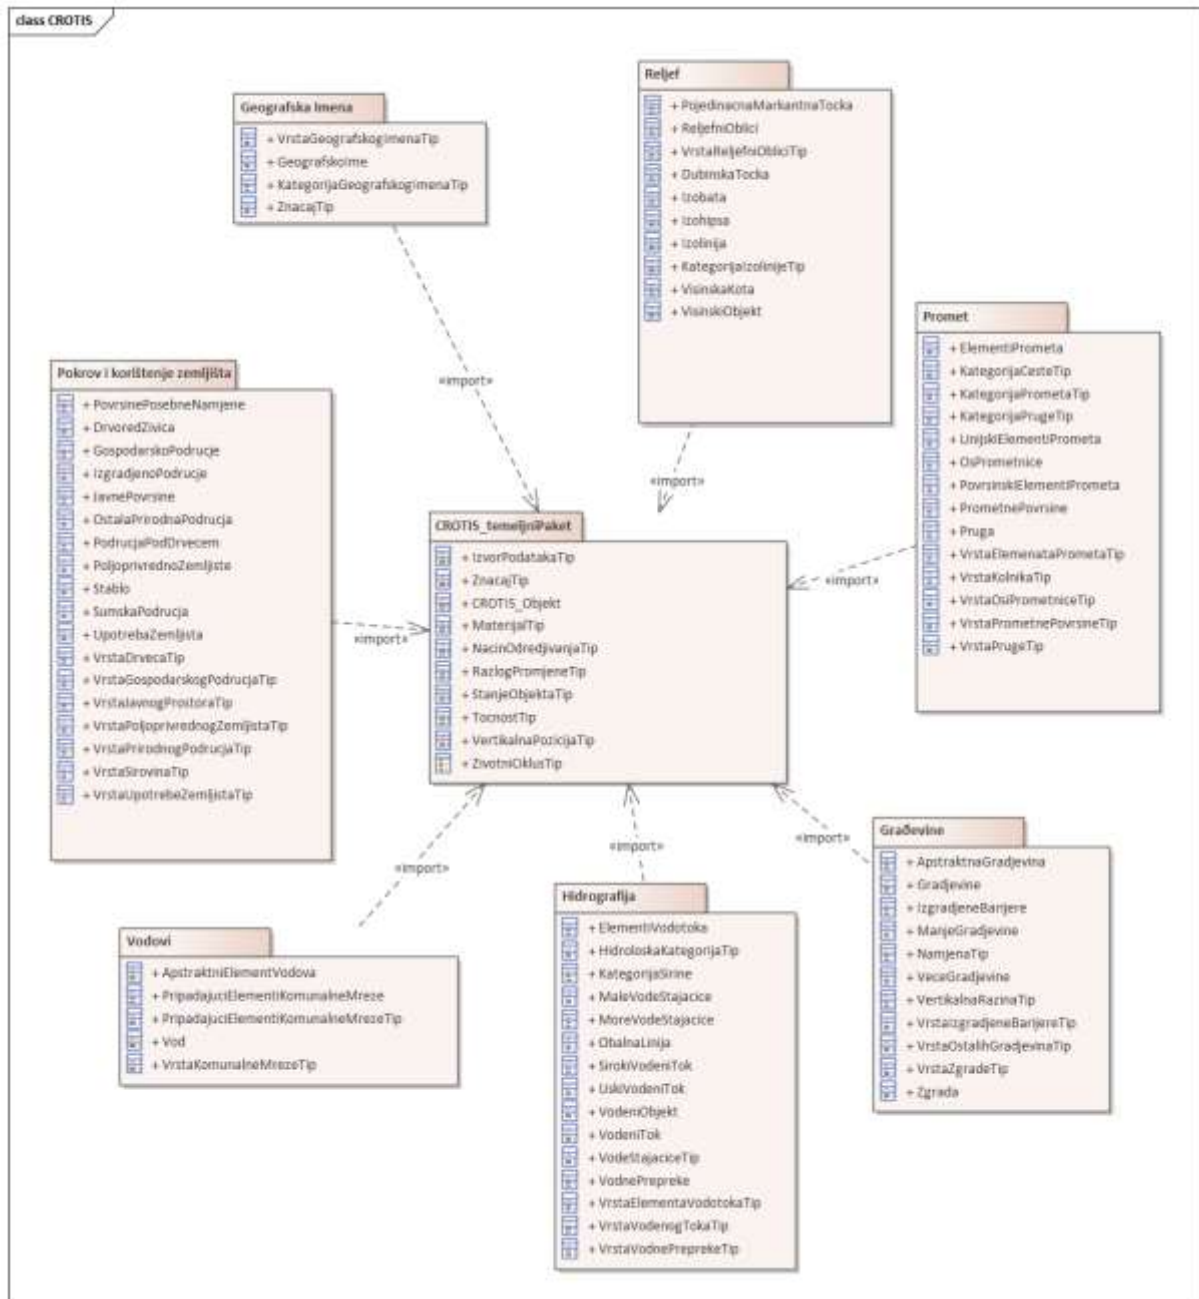 class CROTIS
Geografska Imena
+ VrstaGeografskogImenaTip
+ GeografskoIme
+ KategorijaGeografskogImenaTip
+ ZnacajTip
Reljef
+ PojedinacnaMarkantnaTocka
+ ReljefniOblici
+ VrstaReljefniObliciTip
+ DubinskaTocka
+ Izobata
+ Izohipsa
+ Izolinija
+ KategorijaIzolinijeTip
+ VisinskaKota
+ VisinskiObjekt
Promet
+ ElementiPrometa
+ KategorijaCesteTip
+ KategorijaPrometaTip
+ KategorijaPrugeTip
+ LinijskiElementiPrometa
+ OsPrometnice
+ PovrsinskiElementiPrometa
+ PrometnePovrsine
+ Pruga
+ VrstaElemenataPrometaTip
+ VrstaKolnikaTip
+ VrstaOsiPrometniceTip
+ VrstaPrometnePovrsineTip
+ VrstaPrugeTip
Pokrov i korištenje zemljišta
+ PovrsinePosebneNamjene
+ DrvoredZivica
+ GospodarskoPodrucje
+ IzgradjenoPodrucje
+ JavnePovrsine
+ OstalaPrirodnaPodrucja
+ PodrucjaPodDrvecem
+ PoljoprivrednoZemljiste
+ Stablo
+ SumskaPodrucja
+ UpotrebaZemljista
+ VrstaDrvecaTip
+ VrstaGospodarskogPodrucjaTip
+ VrstaJavnogProstoraTip
+ VrstaPoljoprivrednogZemljistaTip
+ VrstaPrirodnogPodrucjaTip
+ VrstaSirovinaTip
+ VrstaUpotrebeZemljistaTip
«import»
«import»
«import»
«import»
CROTIS_temeljniPaket
+ IzvorPodatakaTip
+ ZnacajTip
+ CROTIS_Objekt
+ MaterijalTip
+ NacinOdredjivanjaTip
+ RazlogPromjeneTip
+ StanjeObjektaTip
+ TocnostTip
+ VertikalnaPozicijaTip
+ ZivotniCiklusTip
«import»
«import»
«import»
Vodovi
+ ApstraktniElementVodova
+ PripadajuciElementiKomunalneMreze
+ PripadajuciElementiKomunalneMrezeTip
+ Vod
+ VrstaKomunalneMrezeTip
Hidrografija
+ ElementiVodotoka
+ HidroloskaKategorijaTip
+ KategorijaSirine
+ MaleVodeStajacice
+ MoreVodeStajacice
+ ObalnaLinija
+ SirokiVodeniTok
+ UskiVodeniTok
+ VodeniObjekt
+ VodeniTok
+ VodeStajaciceTip
+ VodnePrepreke
+ VrstaElementaVodotokaTip
+ VrstaVodenogTokaTip
+ VrstaVodnePreprekeTip
Građevine
+ ApstraktnaGradjevina
+ Gradjevine
+ IzgradjeneBarijere
+ ManjeGradjevine
+ NamjenaTip
+ VeceGradjevine
+ VertikalnaRazinaTip
+ VrstaIzgradjeneBarijereTip
+ VrstaOstalihGradjevinaTip
+ VrstaZgradeTip
+ Zgrada